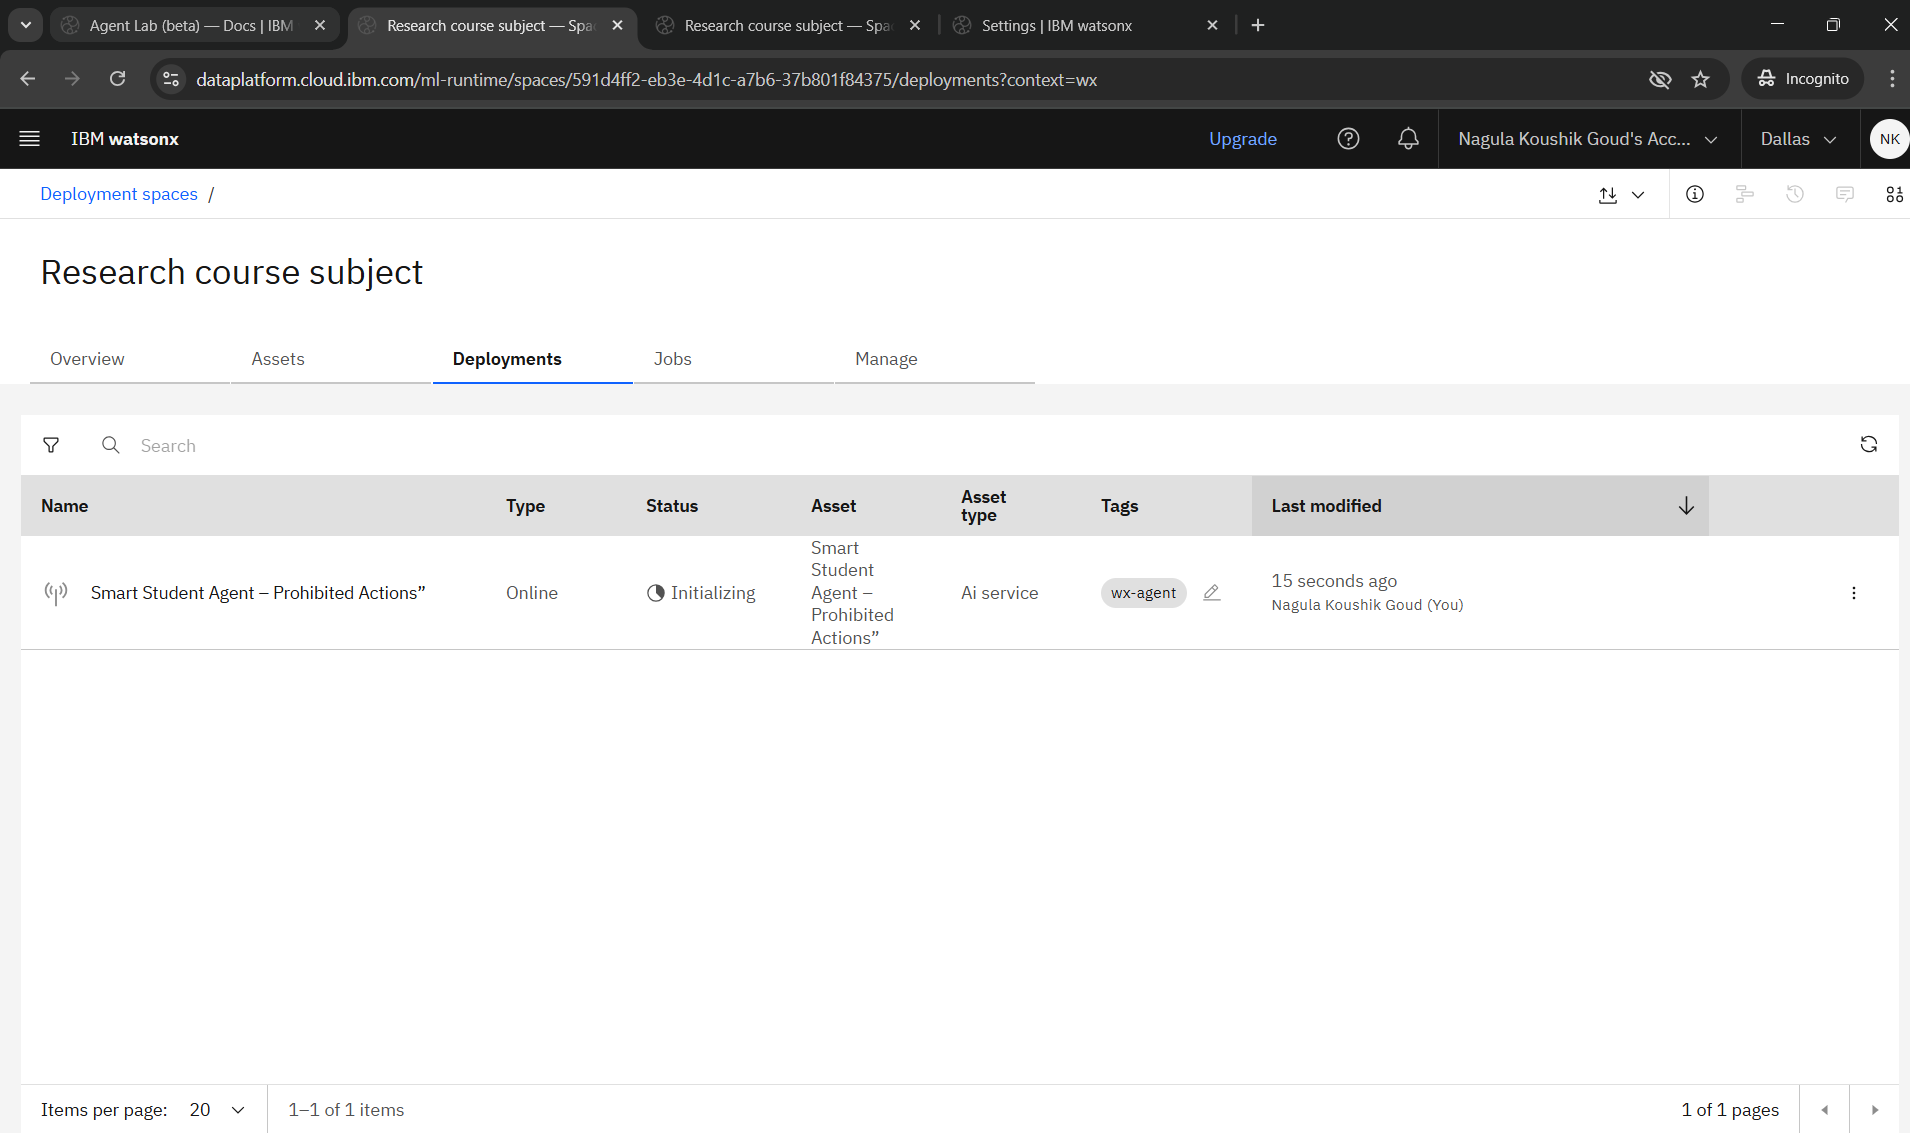 Agent Lab (beta) — Docs | IBM
Research course subject — Spa
Research course subject — Spa
Settings | IBM watsonx
dataplatform.cloud.ibm.com/ml-runtime/spaces/591d4ff2-eb3e-4d1c-a7b6-37b801f84375/deployments?context=wx
Incognito
IBM watsonx
Upgrade
Nagula Koushik Goud's Acc...
Dallas
NK
Deployment spaces /
Research course subject
Overview
Assets
Deployments
Jobs
Manage
Search
Name
Type
Status
Asset
Asset
type
Tags
Last modified
Smart Student Agent – Prohibited Actions”
Online
Initializing
Smart
Student
Agent –
Prohibited
Actions”
Ai service
wx-agent
15 seconds ago
Nagula Koushik Goud (You)
Items per page: 20
1–1 of 1 items
1 of 1 pages